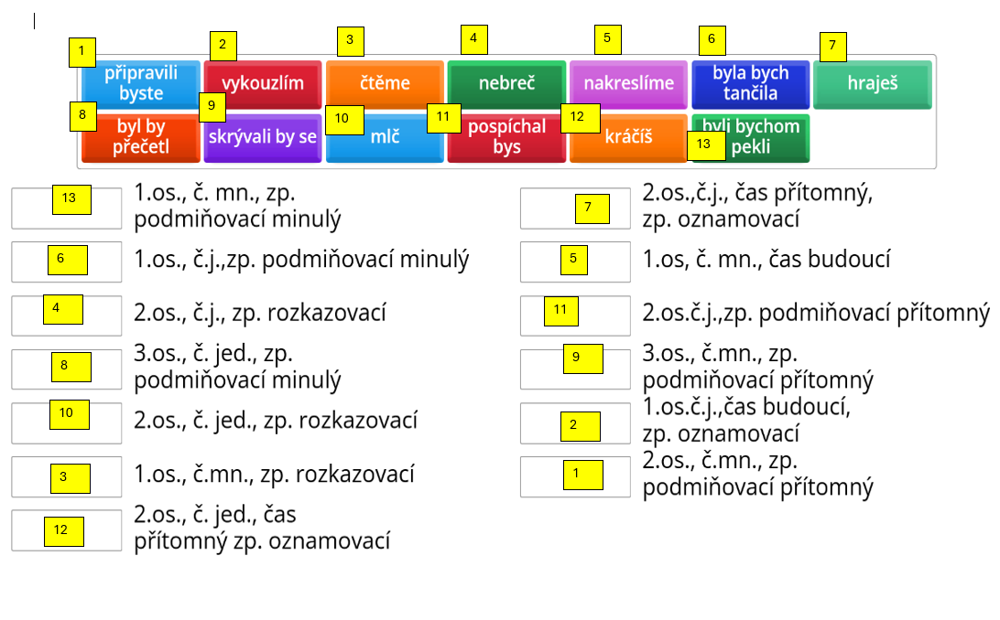 1 2 3 4 5 6 7
připravili byste
vykouzlím
čtěme
nebreč
nakreslíme
byla bych tančila
hraješ
8 9 10 11 12 13
byl by přečetl
skrývali by se
mlč
pospíchal bys
kráčíš
byli bychom pekli
13 1.os., č. mn., zp.
podmiňovací minulý
6 1.os., č.j.,zp. podmiňovací minulý
4 2.os., č.j., zp. rozkazovací
8 3.os., č. jed., zp.
podmiňovací minulý
10 2.os., č. jed., zp. rozkazovací
3 1.os., č.mn., zp. rozkazovací
12 2.os., č. jed., čas
přítomný zp. oznamovací
7 2.os.,č.j., čas přítomný,
zp. oznamovací
5 1.os, č. mn., čas budoucí
11 2.os.č.j.,zp. podmiňovací přítomný
9 3.os., č.mn., zp.
podmiňovací přítomný
2 1.os.č.j.,čas budoucí,
zp. oznamovací
1 2.os., č.mn., zp.
podmiňovací přítomný